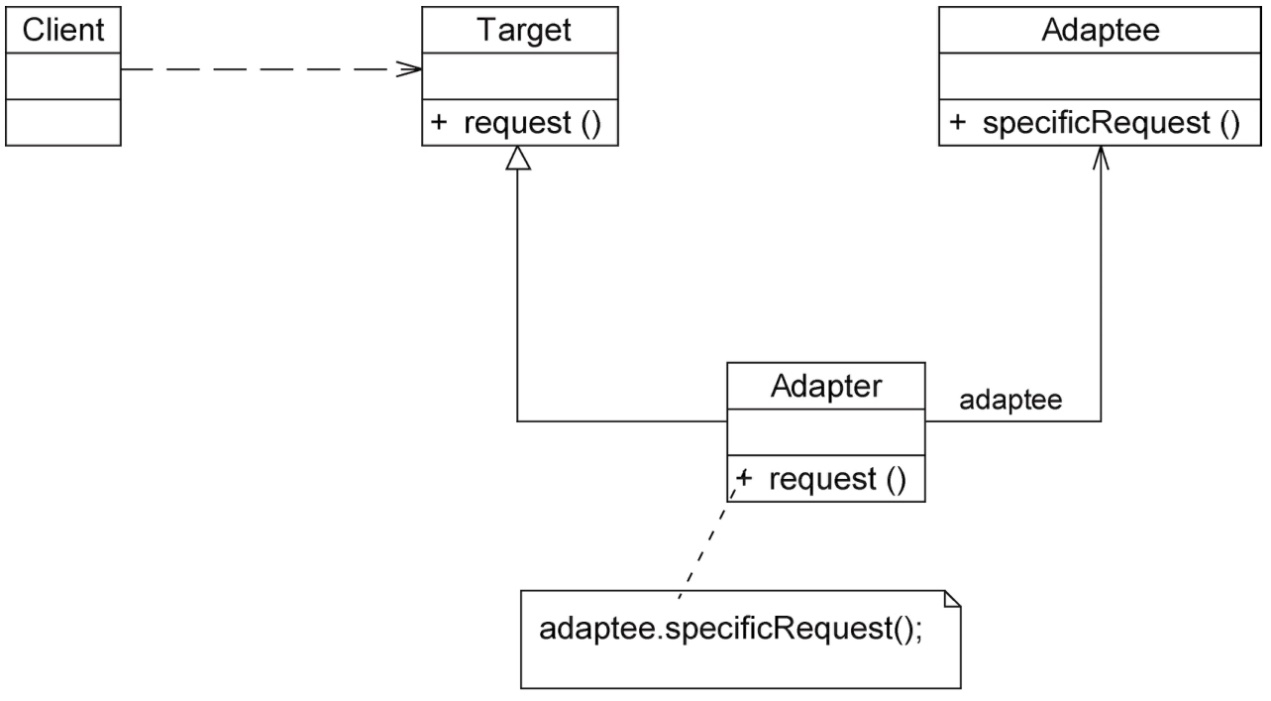 Client
Target
+ request ()
Adaptee
+ specificRequest ()
Adapter
+ request ()
adaptee
adaptee.specificRequest();